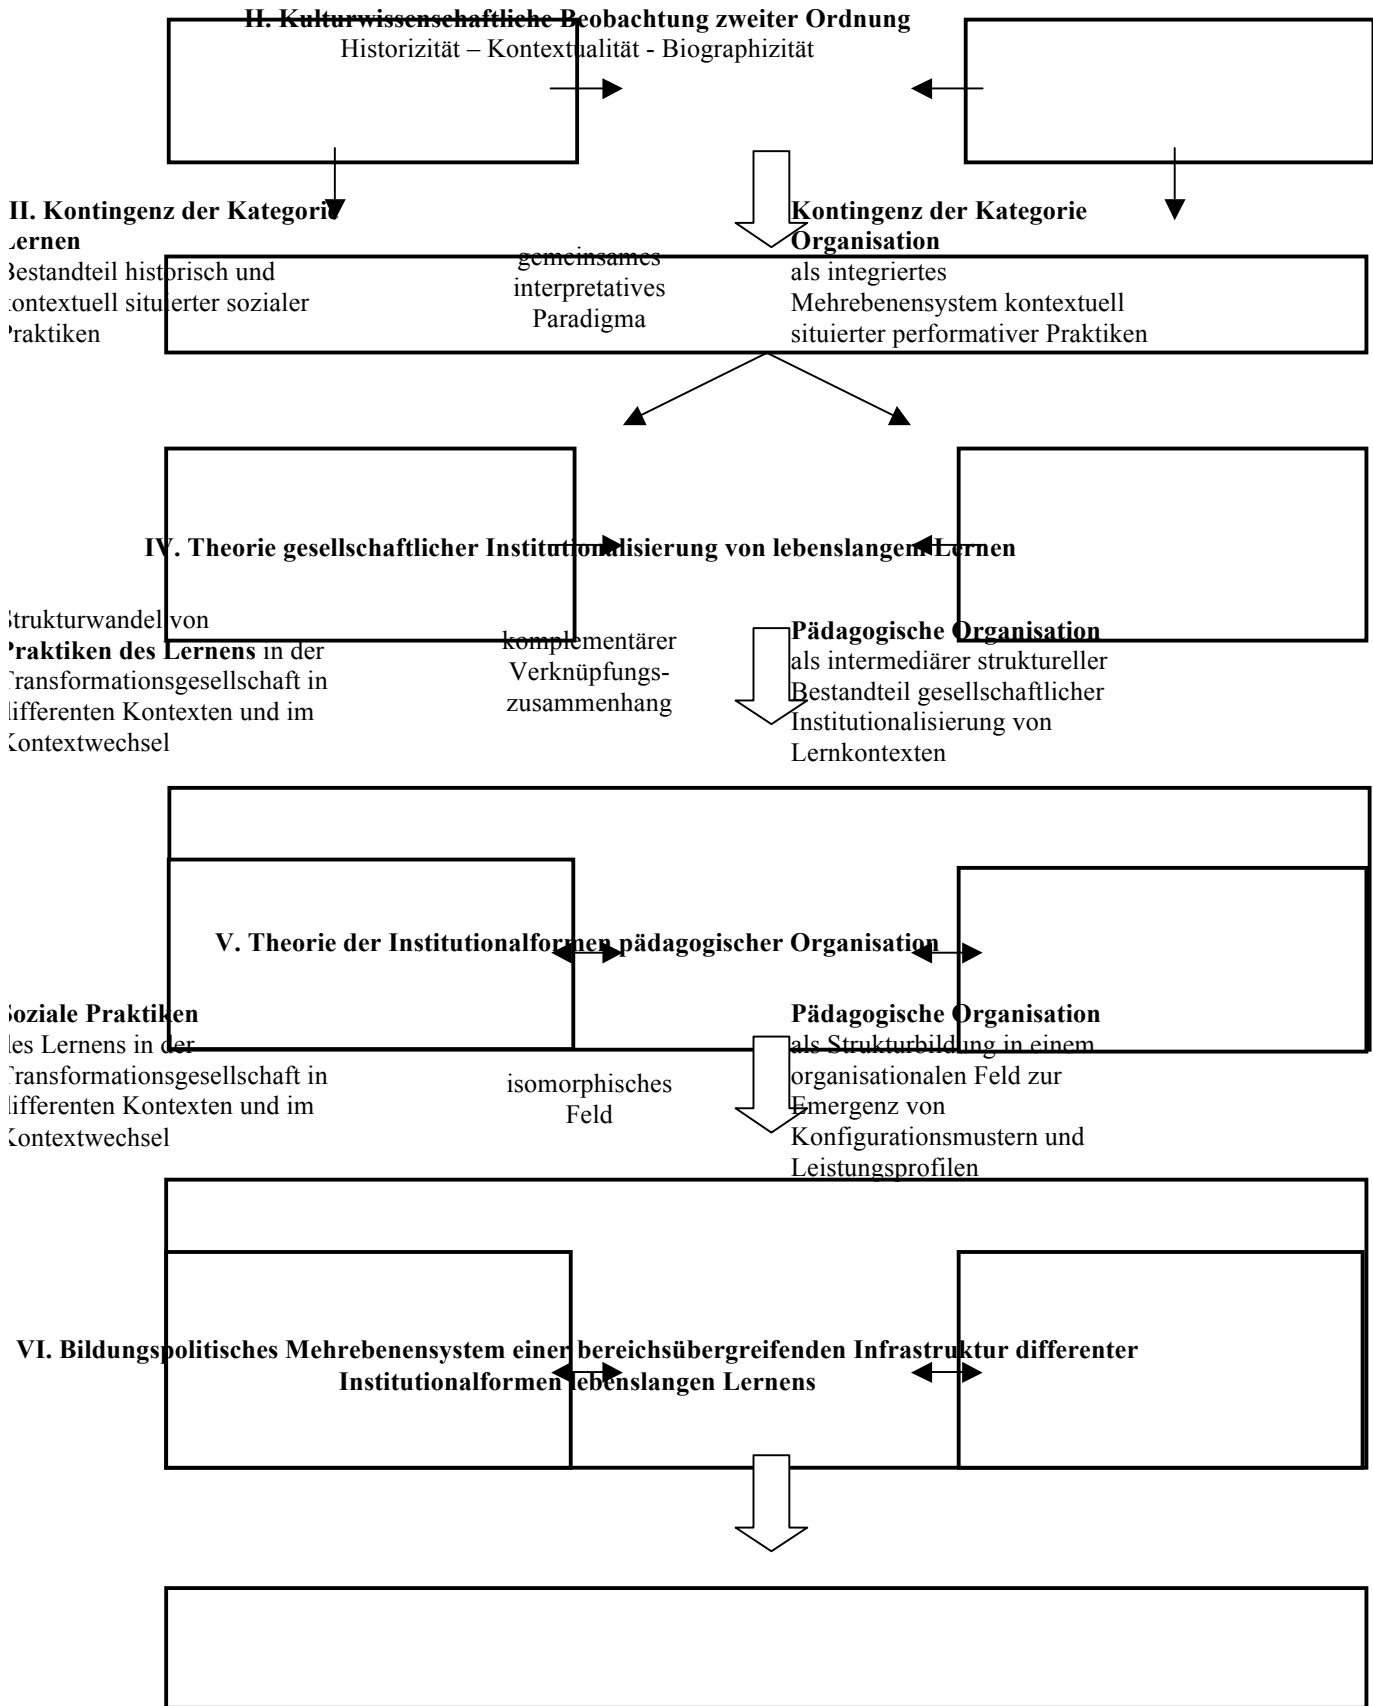 II. Kulturwissenschaftliche Beobachtung zweiter Ordnung
Historizität – Kontextualität - Biographizität
II. Kontingenz der Kategorie
Lernen
Bestandteil historisch und
kontextuell situierter sozialer
Praktiken
gemeinsames
interpretatives
Paradigma
Kontingenz der Kategorie
Organisation
als integriertes
Mehrebenensystem kontextuell
situierter performativer Praktiken
IV. Theorie gesellschaftlicher Institutionalisierung von lebenslangem Lernen
Strukturwandel von
Praktiken des Lernens in der
Transformationsgesellschaft in
differenten Kontexten und im
Kontextwechsel
komplementärer
Verknüpfungs-
zusammenhang
Pädagogische Organisation
als intermediärer struktureller
Bestandteil gesellschaftlicher
Institutionalisierung von
Lernkontexten
V. Theorie der Institutionalformen pädagogischer Organisation
Soziale Praktiken
des Lernens in der
Transformationsgesellschaft in
differenten Kontexten und im
Kontextwechsel
isomorphisches
Feld
Pädagogische Organisation
als Strukturbildung in einem
organisationalen Feld zur
Emergenz von
Konfigurationsmustern und
Leistungsprofilen
VI. Bildungspolitisches Mehrebenensystem einer bereichsübergreifenden Infrastruktur differenter
Institutionalformen lebenslangen Lernens